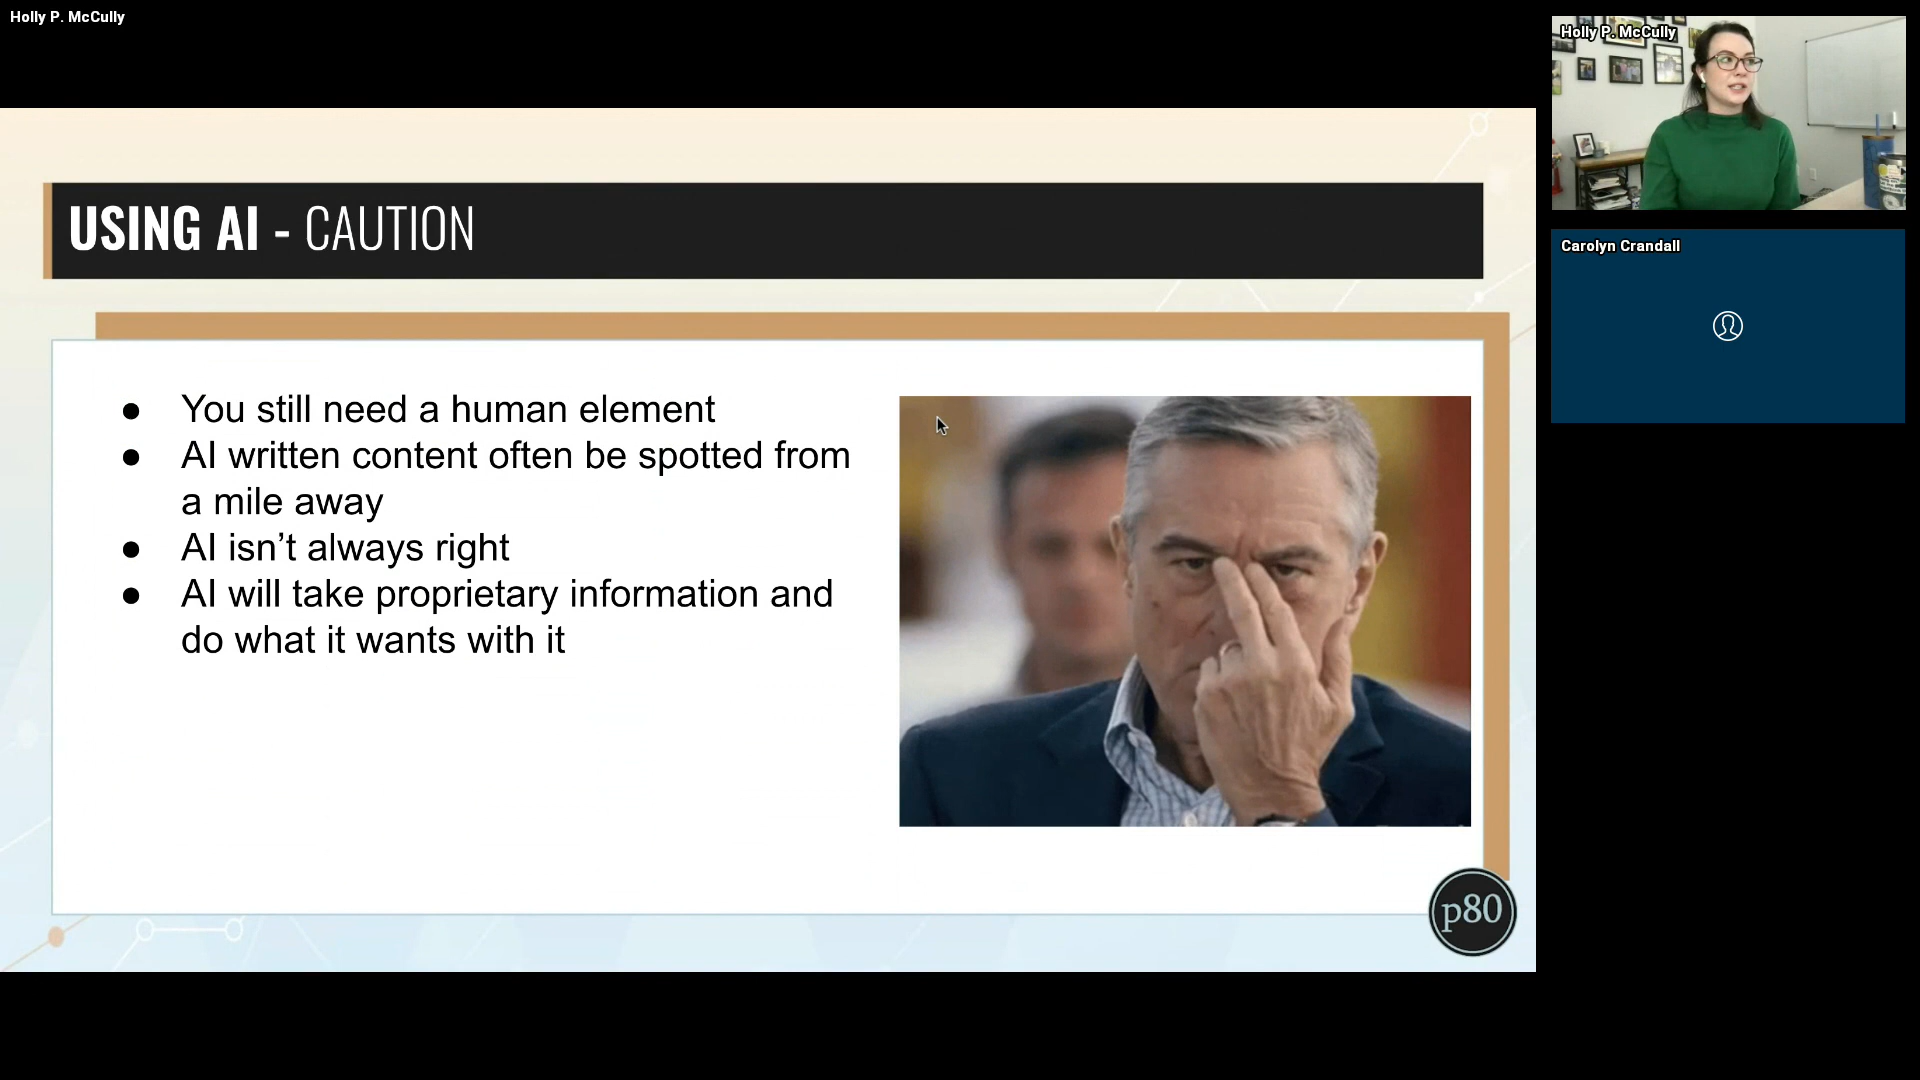 Holly P. McCully
Holly P. McCully
Carolyn Crandall
USING AI - CAUTION
● You still need a human element
● AI written content often be spotted from
a mile away
● AI isn’t always right
● AI will take proprietary information and
do what it wants with it
p80